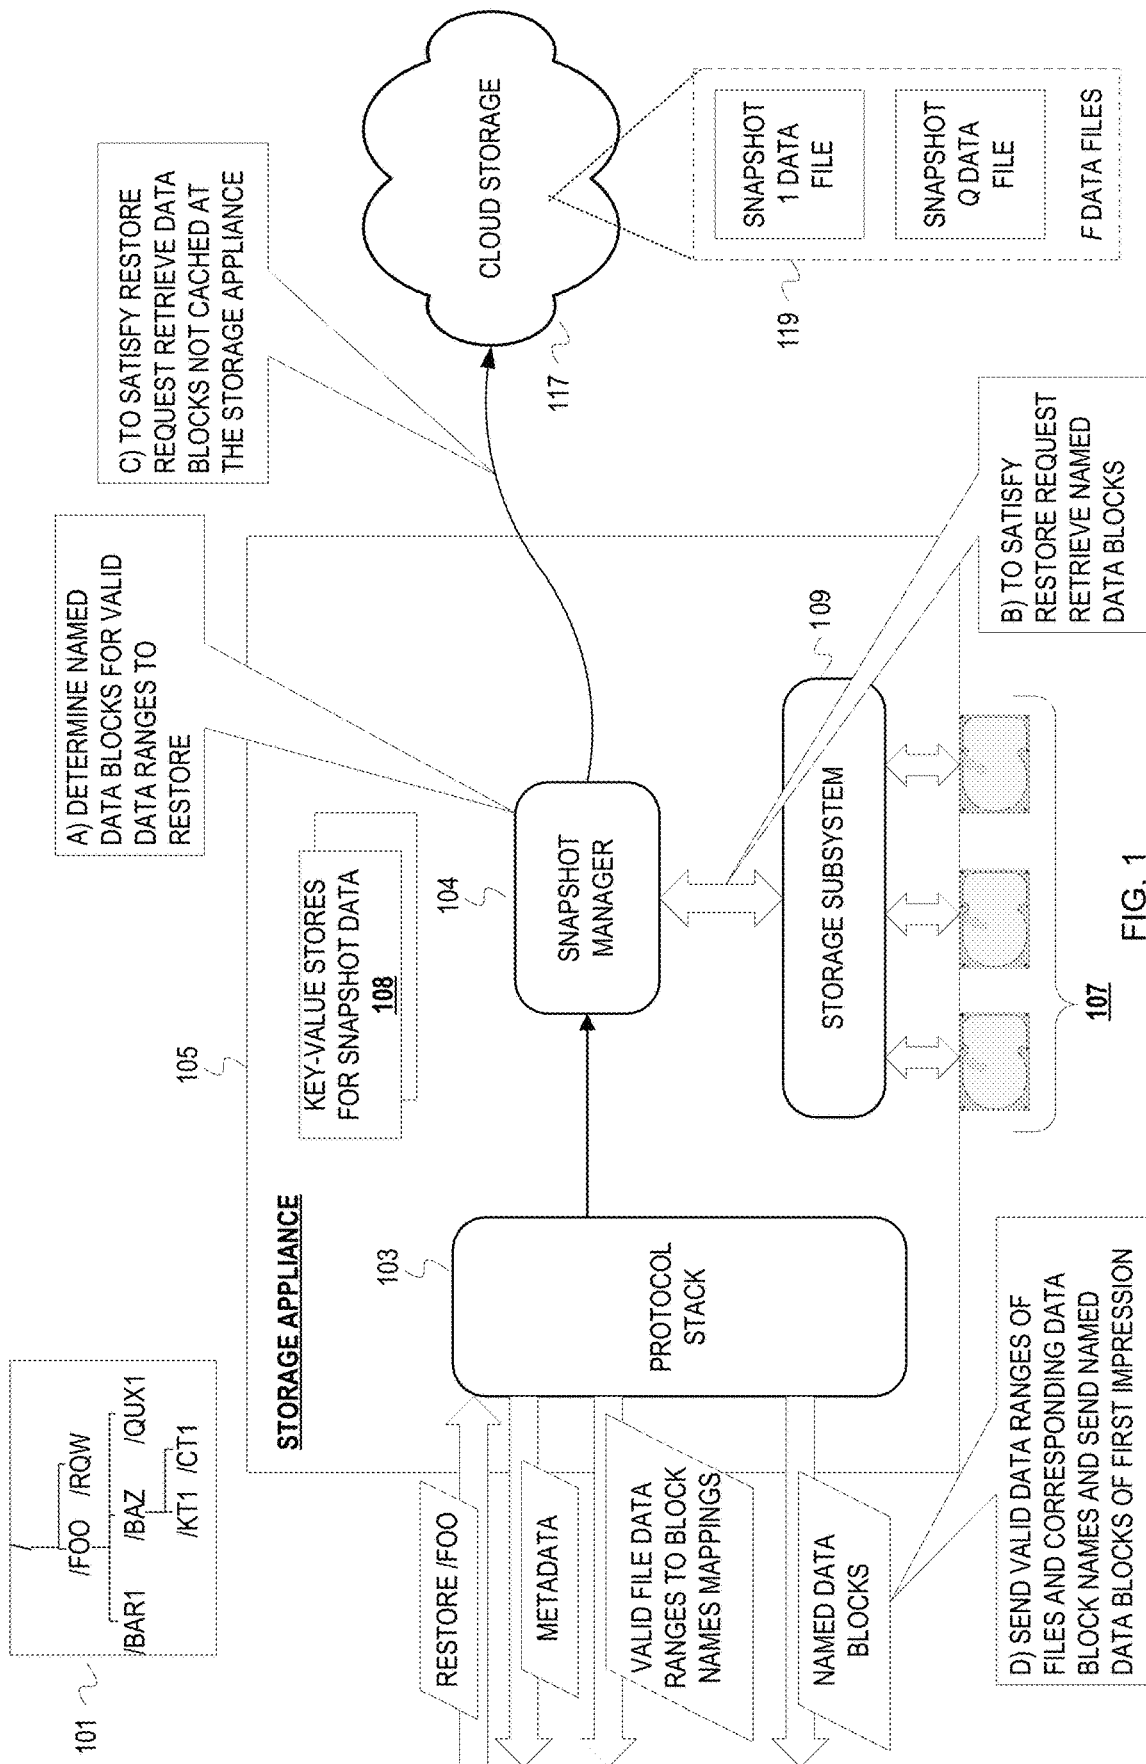 101
/FOO /RQW
/BAR1 /BAZ /QUX1
/KT1 /CT1
A) DETERMINE NAMED
DATA BLOCKS FOR VALID
DATA RANGES TO
RESTORE
C) TO SATISFY RESTORE
REQUEST RETRIEVE DATA
BLOCKS NOT CACHED AT
THE STORAGE APPLIANCE
105
STORAGE APPLIANCE
KEY-VALUE STORES
FOR SNAPSHOT DATA
108
103
PROTOCOL
STACK
104
SNAPSHOT
MANAGER
109
STORAGE SUBSYSTEM
107
CLOUD STORAGE
117
119
SNAPSHOT
1 DATA
FILE
SNAPSHOT
Q DATA
FILE
F DATA FILES
RESTORE /FOO
METADATA
VALID FILE DATA
RANGES TO BLOCK
NAMES MAPPINGS
NAMED DATA
BLOCKS
D) SEND VALID DATA RANGES OF
FILES AND CORRESPONDING DATA
BLOCK NAMES AND SEND NAMED
DATA BLOCKS OF FIRST IMPRESSION
B) TO SATISFY
RESTORE REQUEST
RETRIEVE NAMED
DATA BLOCKS
FIG. 1